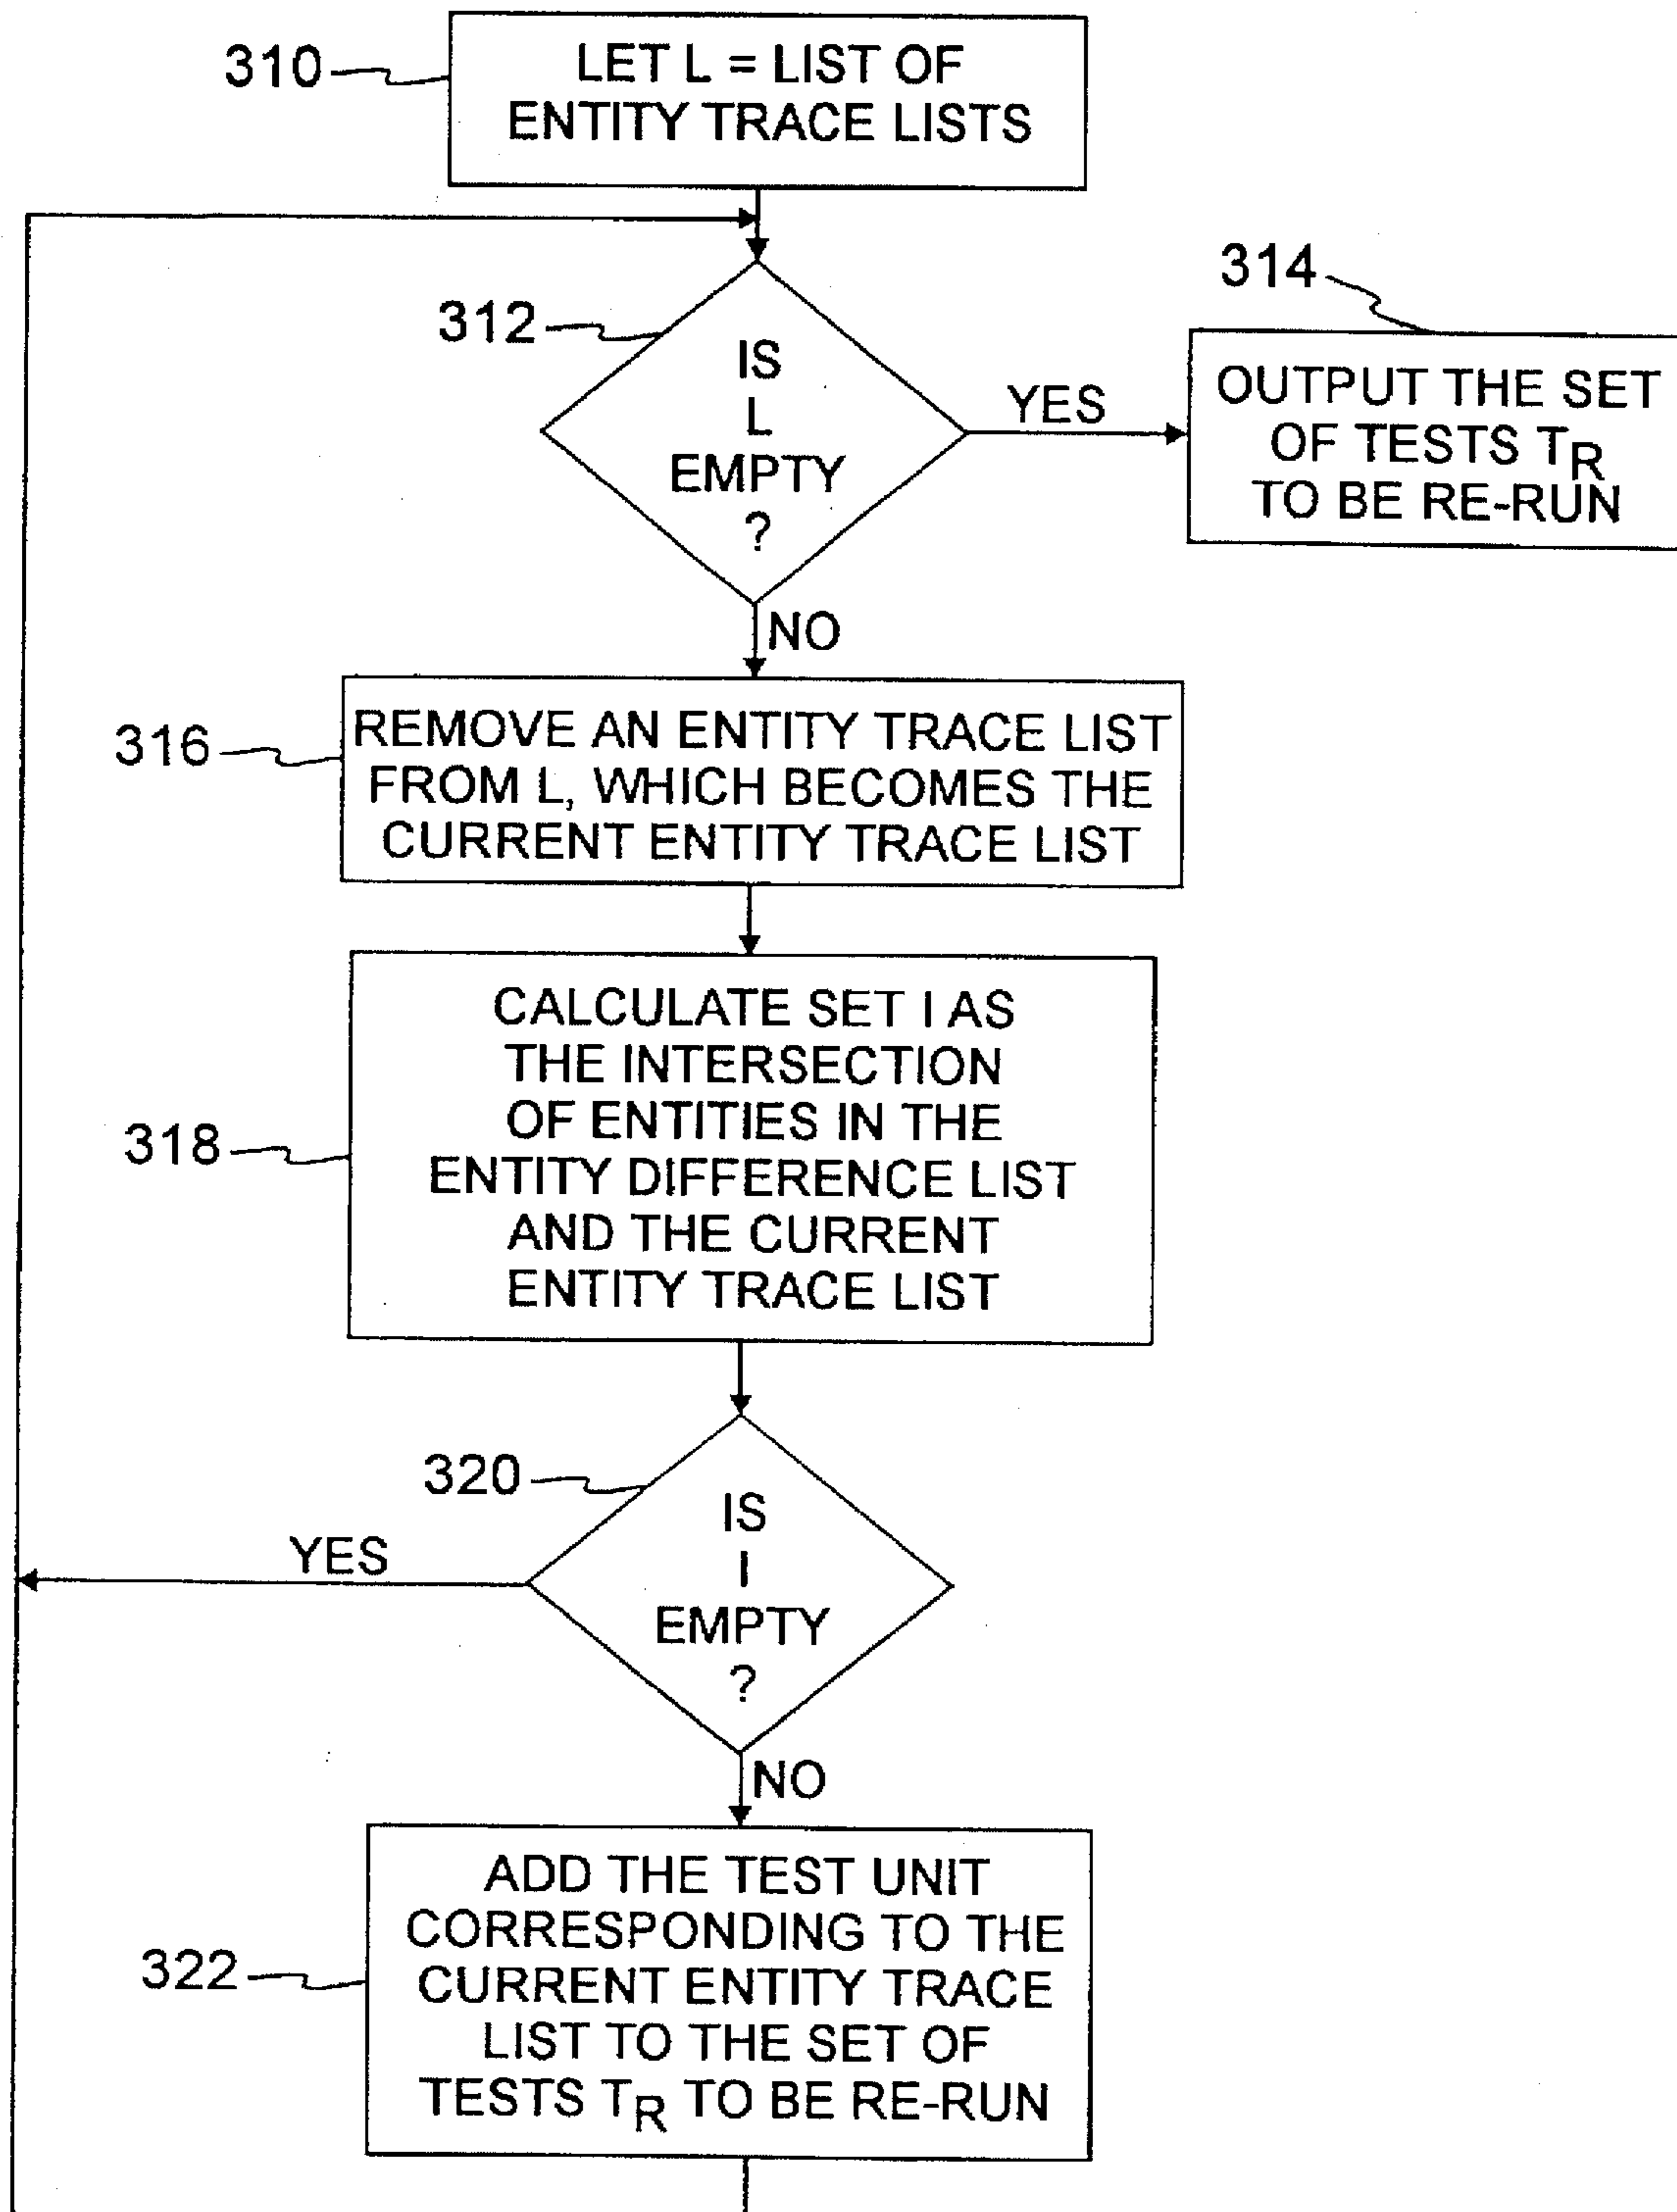 310
LET L = LIST OF
ENTITY TRACE LISTS
312
IS
L
EMPTY
?
YES
314
OUTPUT THE SET
OF TESTS TR
TO BE RE-RUN
NO
316
REMOVE AN ENTITY TRACE LIST
FROM L, WHICH BECOMES THE
CURRENT ENTITY TRACE LIST
318
CALCULATE SET I AS
THE INTERSECTION
OF ENTITIES IN THE
ENTITY DIFFERENCE LIST
AND THE CURRENT
ENTITY TRACE LIST
320
IS
I
EMPTY
?
YES
NO
322
ADD THE TEST UNIT
CORRESPONDING TO THE
CURRENT ENTITY TRACE
LIST TO THE SET OF
TESTS TR TO BE RE-RUN